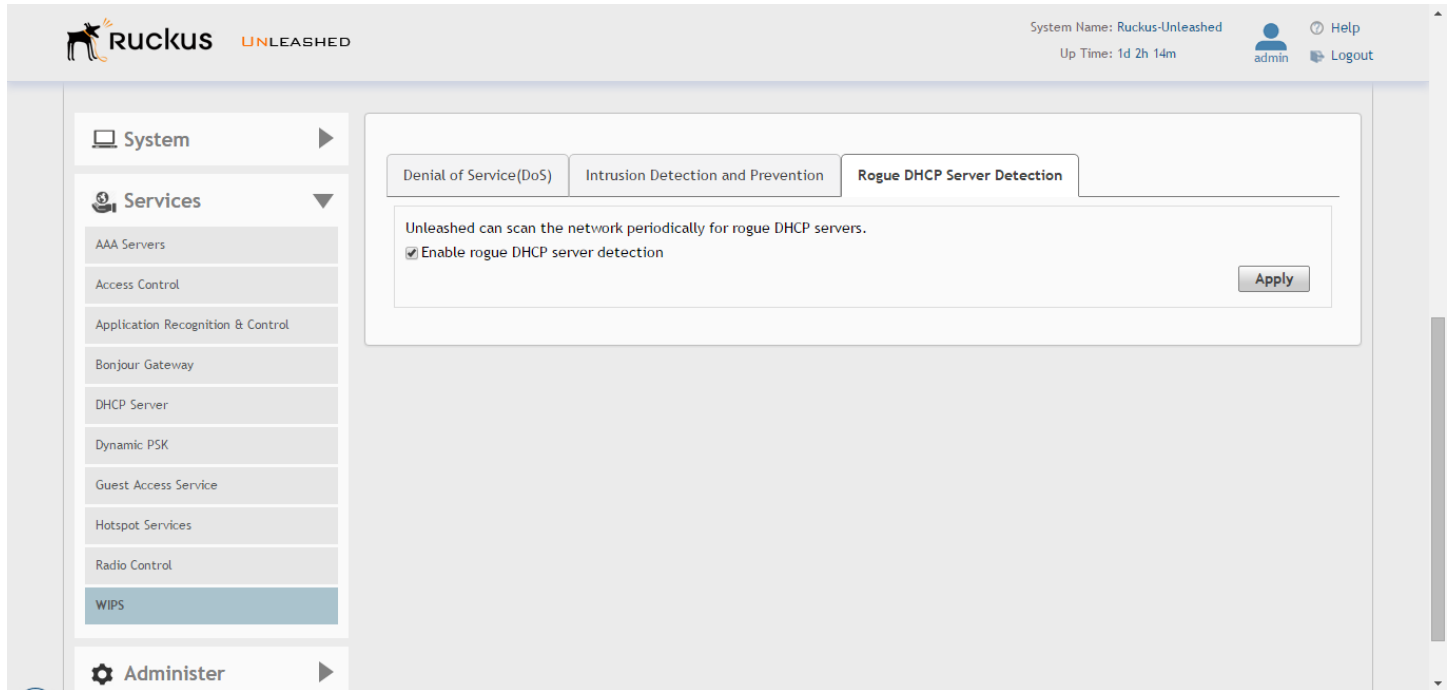 Ruckus UNLEASHED
System Name: Ruckus-Unleashed
Up Time: 1d 2h 14m
admin
Help
Logout
System
Services
AAA Servers
Access Control
Application Recognition & Control
Bonjour Gateway
DHCP Server
Dynamic PSK
Guest Access Service
Hotspot Services
Radio Control
WIPS
Administer
Denial of Service(DoS)
Intrusion Detection and Prevention
Rogue DHCP Server Detection
Unleashed can scan the network periodically for rogue DHCP servers.
Enable rogue DHCP server detection
Apply